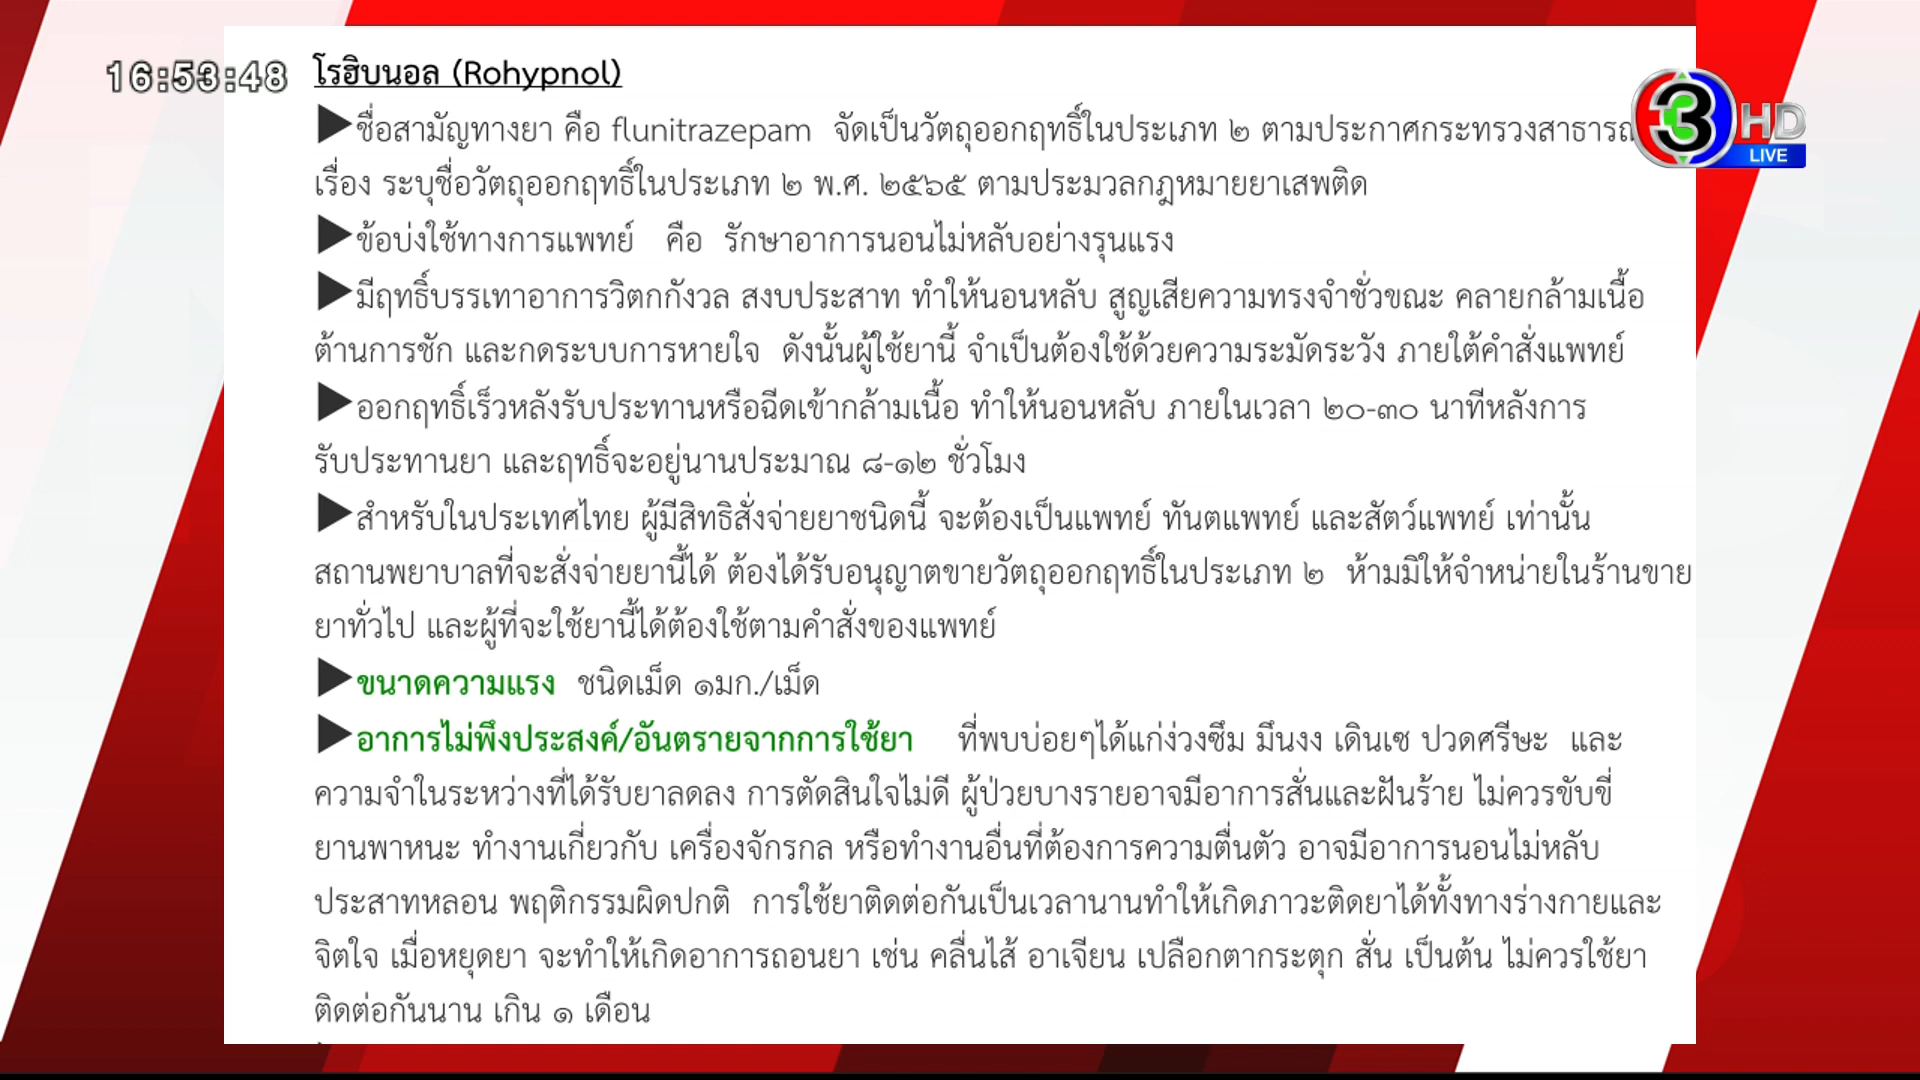 16:53:48
โรฮิบนอล (Rohypnol)
3 HD
LIVE
▶ชื่อสามัญทางยา คือ flunitrazepam จัดเป็นวัตถุออกฤทธิ์ในประเภท ๒ ตามประกาศกระทรวงสาธารณ
เรื่อง ระบุชื่อวัตถุออกฤทธิ์ในประเภท ๒ พ.ศ. ๒๕๖๕ ตามประมวลกฎหมายยาเสพติด
▶ข้อบ่งใช้ทางการแพทย์ คือ รักษาอาการนอนไม่หลับอย่างรุนแรง
▶มีฤทธิ์บรรเทาอาการวิตกกังวล สงบประสาท ทำให้นอนหลับ สูญเสียความทรงจำชั่วขณะ คลายกล้ามเนื้อ
ต้านการชัก และกดระบบการหายใจ ดังนั้นผู้ใช้ยานี้ จำเป็นต้องใช้ด้วยความระมัดระวัง ภายใต้คำสั่งแพทย์
▶ออกฤทธิ์เร็วหลังรับประทานหรือฉีดเข้ากล้ามเนื้อ ทำให้นอนหลับ ภายในเวลา ๒๐-๓๐ นาทีหลังการ
รับประทานยา และฤทธิ์จะอยู่นานประมาณ ๘-๑๒ ชั่วโมง
▶สำหรับในประเทศไทย ผู้มีสิทธิสั่งจ่ายยาชนิดนี้ จะต้องเป็นแพทย์ ทันตแพทย์ และสัตว์แพทย์ เท่านั้น
สถานพยาบาลที่จะสั่งจ่ายยานี้ได้ ต้องได้รับอนุญาตขายวัตถุออกฤทธิ์ในประเภท ๒ ห้ามมิให้จำหน่ายในร้านขาย
ยาทั่วไป และผู้ที่จะใช้ยานี้ได้ต้องใช้ตามคำสั่งของแพทย์
▶ขนาดความแรง ชนิดเม็ด ๑มก./เม็ด
▶อาการไม่พึงประสงค์/อันตรายจากการใช้ยา ที่พบบ่อยๆได้แก่ง่วงซึม มึนงง เดินเซ ปวดศรีษะ และ
ความจำในระหว่างที่ได้รับยาลดลง การตัดสินใจไม่ดี ผู้ป่วยบางรายอาจมีอาการสั่นและฝันร้าย ไม่ควรขับขี่
ยานพาหนะ ทำงานเกี่ยวกับ เครื่องจักรกล หรือทำงานอื่นที่ต้องการความตื่นตัว อาจมีอาการนอนไม่หลับ
ประสาทหลอน พฤติกรรมผิดปกติ การใช้ยาติดต่อกันเป็นเวลานานทำให้เกิดภาวะติดยาได้ทั้งทางร่างกายและ
จิตใจ เมื่อหยุดยา จะทำให้เกิดอาการถอนยา เช่น คลื่นไส้ อาเจียน เปลือกตากระตุก สั่น เป็นต้น ไม่ควรใช้ยา
ติดต่อกันนาน เกิน ๑ เดือน